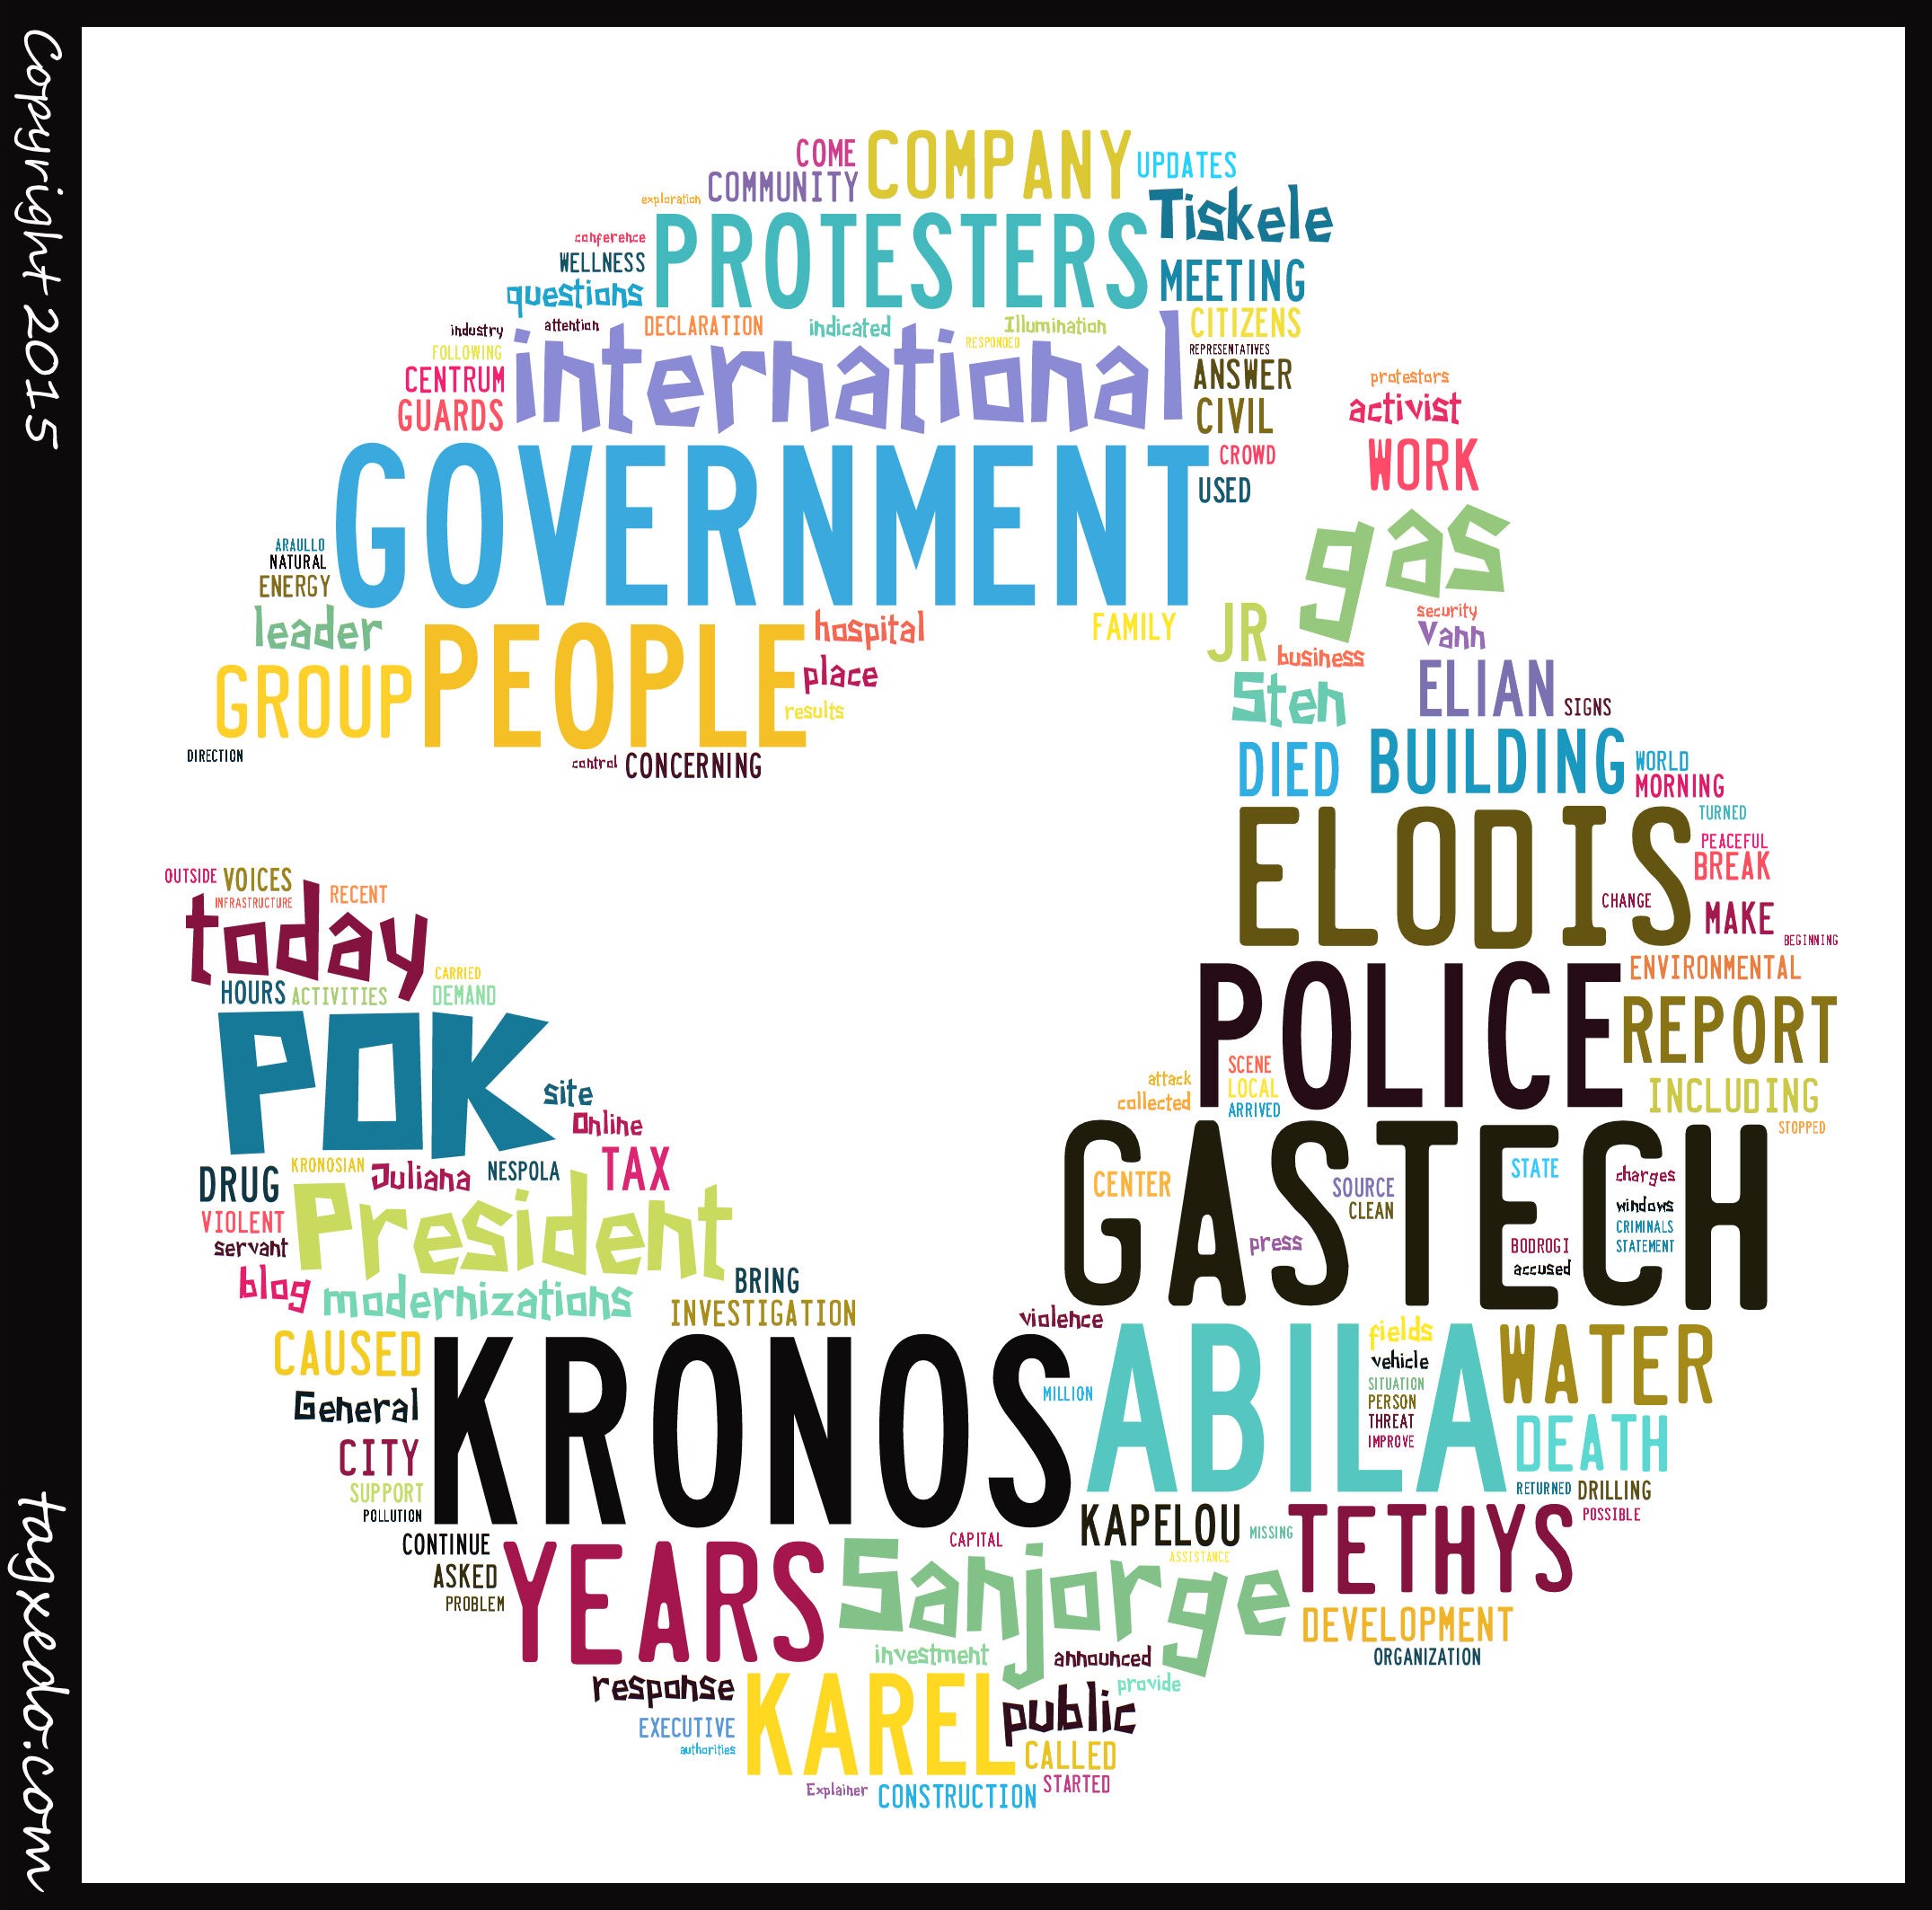 Copyright 2015
tagxedo.com
COME
COMPANY
UPDATES
COMMUNITY
exploration
PROTESTERS
Tiskele
conference
WELLNESS
questions
MEETING
industry
attention
DECLARATION
indicated
Illumination
CITIZENS
FOLLOWING
international
RESPONDED
REPRESENTATIVES
CENTRUM
ANSWER
GUARDS
CIVIL
protestors
activist
GOVERNMENT
CROWD
WORK
USED
gas
ARAULLO
NATURAL
ENERGY
leader
PEOPLE
hospital
FAMILY
JR
security
Vann
business
GROUP
place
ELIAN
Sten
SIGNS
results
DIRECTION
control
CONCERNING
DIED
BUILDING
WORLD
MORNING
ELODIS
TURNED
PEACEFUL
BREAK
CHANGE
MAKE
BEGINNING
OUTSIDE
VOICES
RECENT
INFRASTRUCTURE
today
CARRIED
HOURS
ACTIVITIES
DEMAND
ENVIRONMENTAL
POLICE
REPORT
POK
site
Online
SCENE
LOCAL
ARRIVED
attack
collected
INCLUDING
STOPPED
DRUG
KRONOSIAN
Juliana
NESPOLA
TAX
GASTECH
CENTER
SOURCE
CLEAN
STATE
charges
windows
CRIMINALS
STATEMENT
VIOLENT
President
servant
press
BODROGI
accused
blog
modernizations
BRING
INVESTIGATION
violence
CAUSED
KRONOS
ABILA
fields
vehicle
SITUATION
PERSON
THREAT
IMPROVE
WATER
General
MILLION
CITY
DEATH
SUPPORT
RETURNED
DRILLING
POLLUTION
KAPELOU
MISSING
TETHYS
POSSIBLE
CONTINUE
YEARS
Sanjorge
CAPITAL
ASSISTANCE
ASKED
PROBLEM
DEVELOPMENT
investment
announced
ORGANIZATION
response
KAREL
public
provide
EXECUTIVE
authorities
CALLED
Explainer
CONSTRUCTION
STARTED